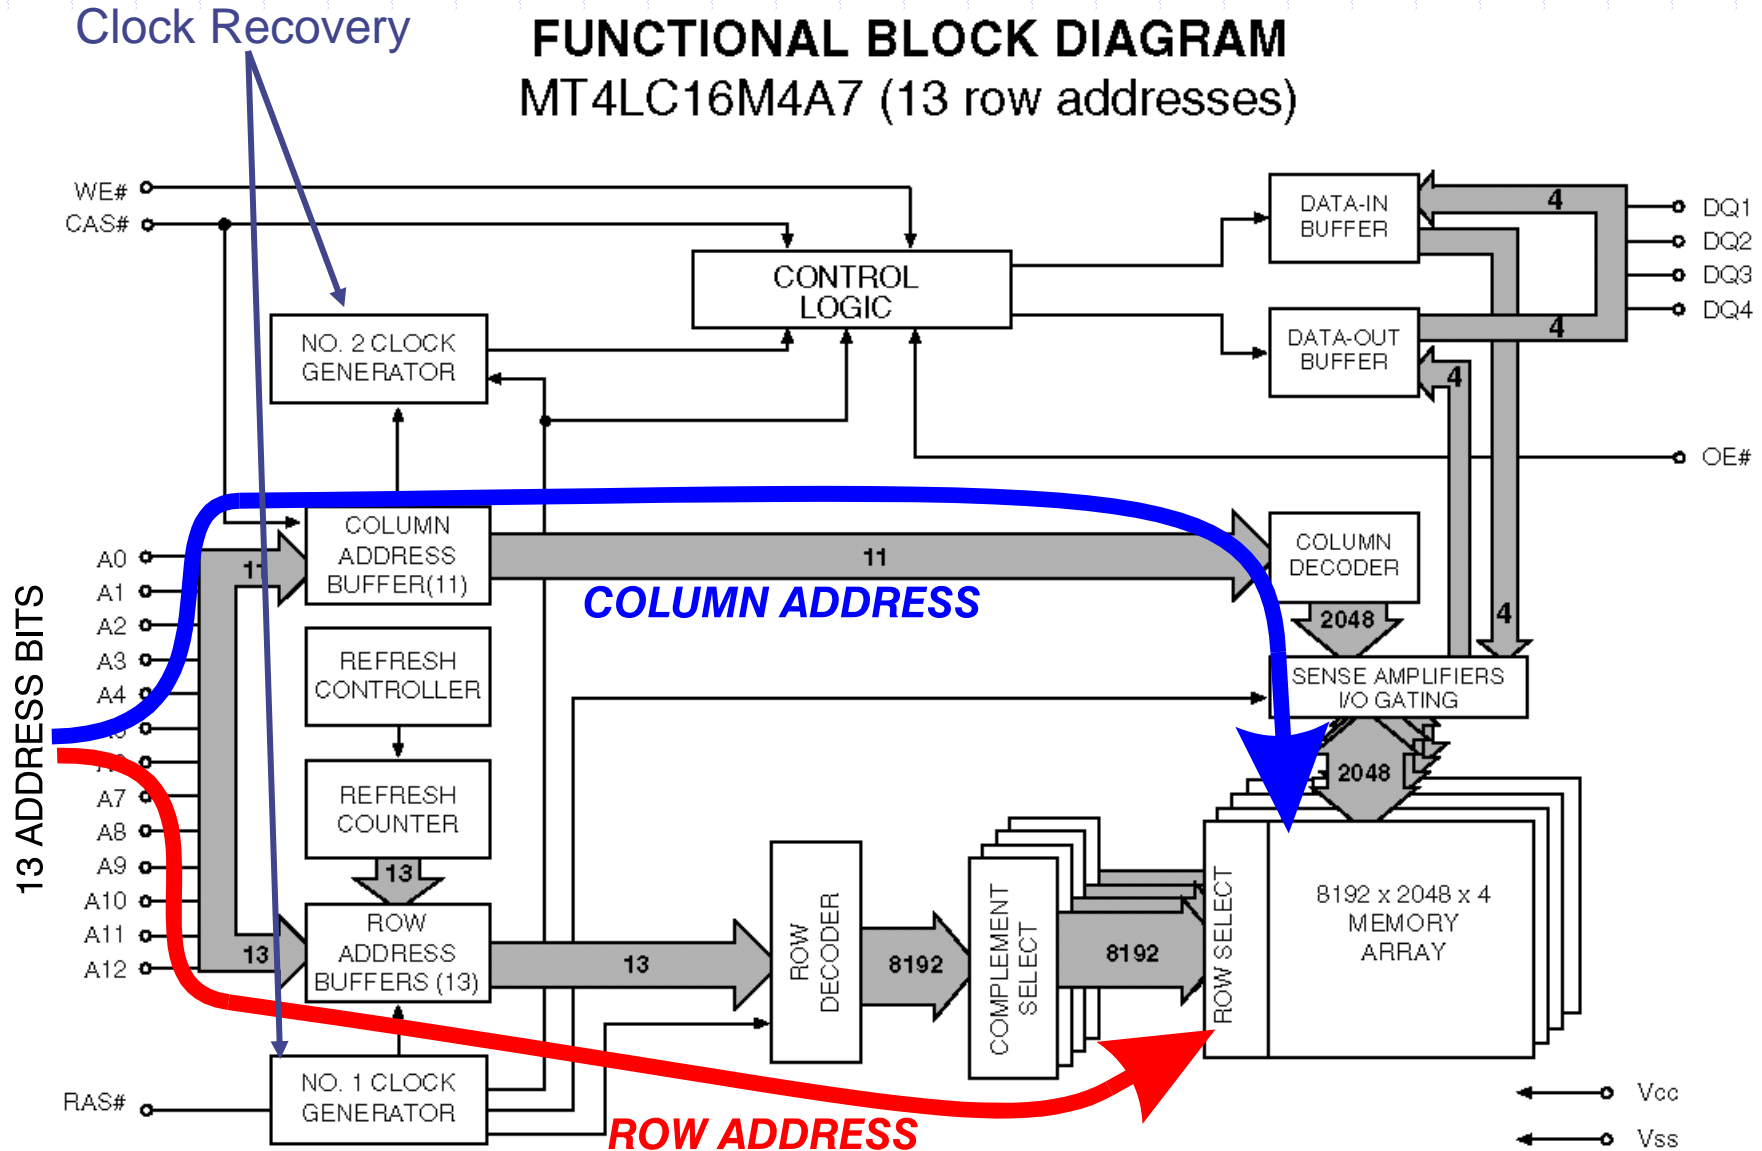 Clock Recovery
FUNCTIONAL BLOCK DIAGRAM
MT4LC16M4A7 (13 row addresses)
WE#
CAS#
CONTROL
LOGIC
DATA-IN
BUFFER
4
DQ1
DQ2
DQ3
DQ4
NO. 2 CLOCK
GENERATOR
DATA-OUT
BUFFER
4
4
OE#
COLUMN
ADDRESS
BUFFER(11)
11
11
COLUMN ADDRESS
COLUMN
DECODER
2048
4
SENSE AMPLIFIERS
I/O GATING
2048
13 ADDRESS BITS
A0
A1
A2
A3
A4
A7
A8
A9
A10
A11
A12
REFRESH
CONTROLLER
REFRESH
COUNTER
13
13
ROW
ADDRESS
BUFFERS (13)
13
ROW
DECODER
8192
COMPLEMENT
SELECT
8192
ROW SELECT
8192 x 2048 x 4
MEMORY
ARRAY
RAS#
NO. 1 CLOCK
GENERATOR
ROW ADDRESS
Vcc
Vss